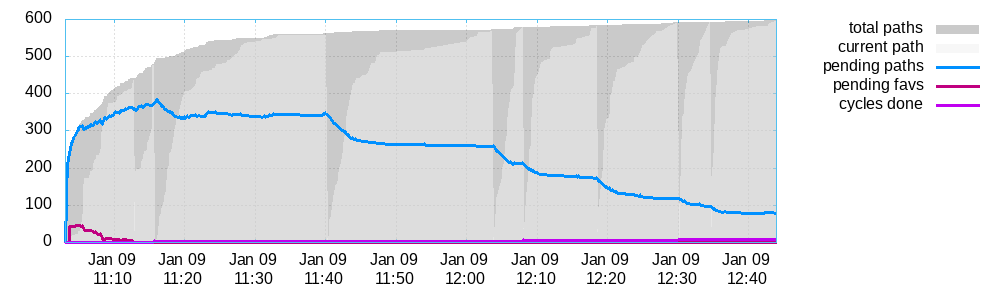 600
500
400
300
200
100
0
Jan 09 Jan 09 Jan 09 Jan 09 Jan 09 Jan 09 Jan 09 Jan 09 Jan 09 Jan 09
11:10 11:20 11:30 11:40 11:50 12:00 12:10 12:20 12:30 12:40
total paths
current path
pending paths
pending favs
cycles done